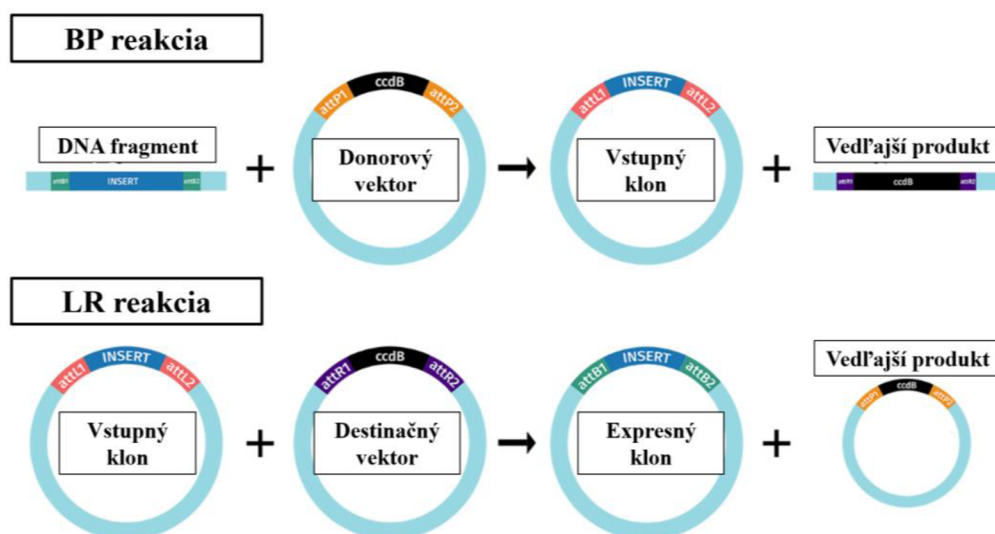 BP reakcia
attP1 ccdB attP2
attL1 INSERT attL2
DNA fragment
Donorový
vektor
Vstupný
klon
Vedľajší produkt
attB1 INSERT attB2
+
+
attR1 ccdB attR2
LR reakcia
attL1 INSERT attL2
attR1 ccdB attR2
attB1 INSERT attB2
Vedľajší produkt
attP1 ccdB attP2
Vstupný
klon
+
Destinačný
vektor
Expresný
klon
+